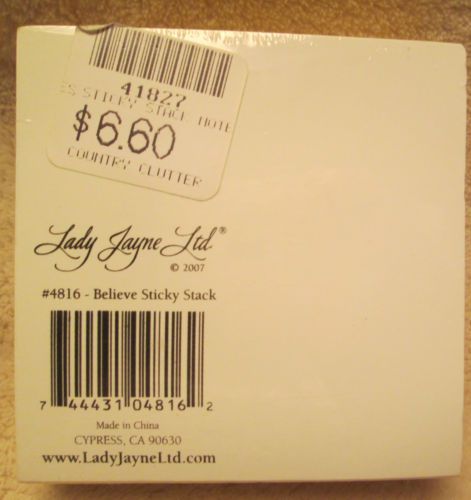 41827
ES STICKY STACK NOTE
$6.60
COUNTRY CLUTTER
Lady Jayne Ltd®
© 2007
#4816 - Believe Sticky Stack
7 44431 04816 2
Made in China
CYPRESS, CA 90630
www.LadyJayneLtd.com